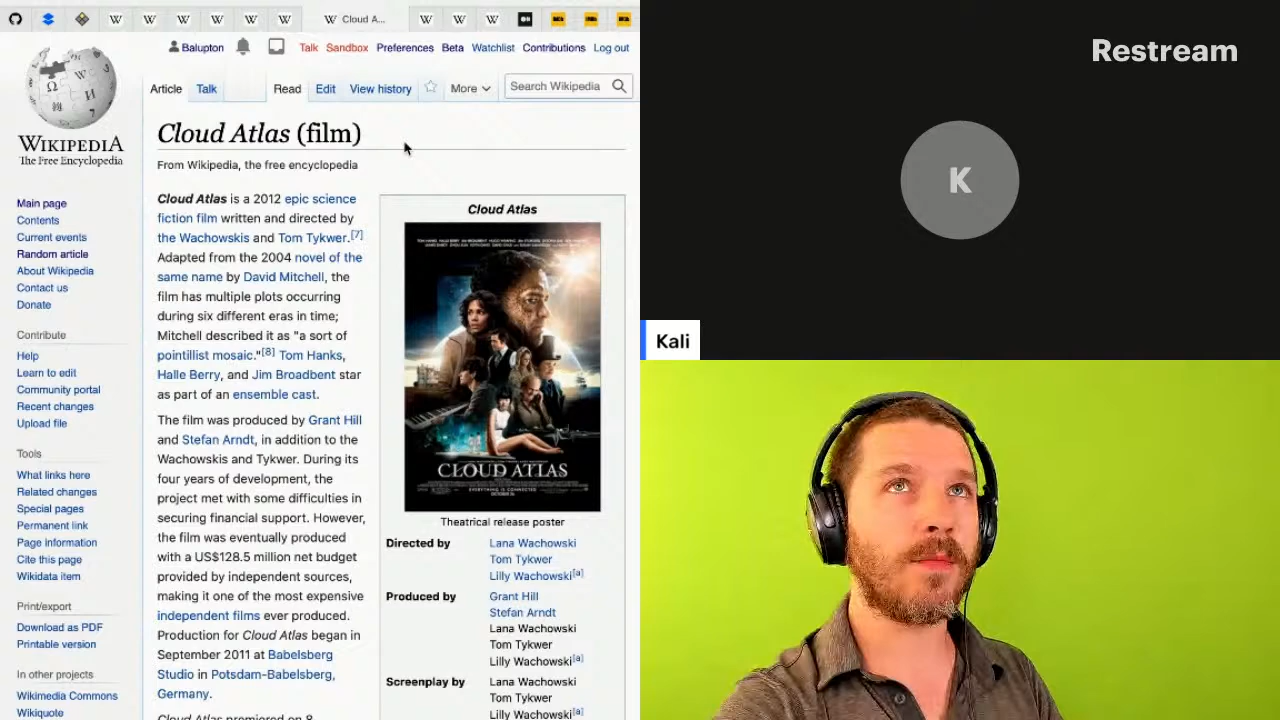 Cloud A...
Balupton
Talk
Sandbox
Preferences
Beta
Watchlist
Contributions
Log out
Article
Talk
Read
Edit
View history
More
Search Wikipedia
WIKIPEDIA
The Free Encyclopedia
Main page
Contents
Current events
Random article
About Wikipedia
Contact us
Donate
Contribute
Help
Learn to edit
Community portal
Recent changes
Upload file
Tools
What links here
Related changes
Special pages
Permanent link
Page information
Cite this page
Wikidata item
Print/export
Download as PDF
Printable version
In other projects
Wikimedia Commons
Wikiquote
Cloud Atlas (film)
From Wikipedia, the free encyclopedia
Cloud Atlas is a 2012 epic science
fiction film written and directed by
the Wachowskis and Tom Tykwer.[7]
Adapted from the 2004 novel of the
same name by David Mitchell, the
film has multiple plots occurring
during six different eras in time;
Mitchell described it as "a sort of
pointillist mosaic."[8] Tom Hanks,
Halle Berry, and Jim Broadbent star
as part of an ensemble cast.
The film was produced by Grant Hill
and Stefan Arndt, in addition to the
Wachowskis and Tykwer. During its
four years of development, the
project met with some difficulties in
securing financial support. However,
the film was eventually produced
with a US$128.5 million net budget
provided by independent sources,
making it one of the most expensive
independent films ever produced.
Production for Cloud Atlas began in
September 2011 at Babelsberg
Studio in Potsdam-Babelsberg,
Germany.
Cloud Atlas premiered on 8
Cloud Atlas
CLOUD ATLAS
EVERYTHING IS CONNECTED
Theatrical release poster
Directed by
Lana Wachowski
Tom Tykwer
Lilly Wachowski[a]
Produced by
Grant Hill
Stefan Arndt
Lana Wachowski
Tom Tykwer
Lilly Wachowski[a]
Screenplay by
Lana Wachowski
Tom Tykwer
Lilly Wachowski[a]
Restream
K
Kali